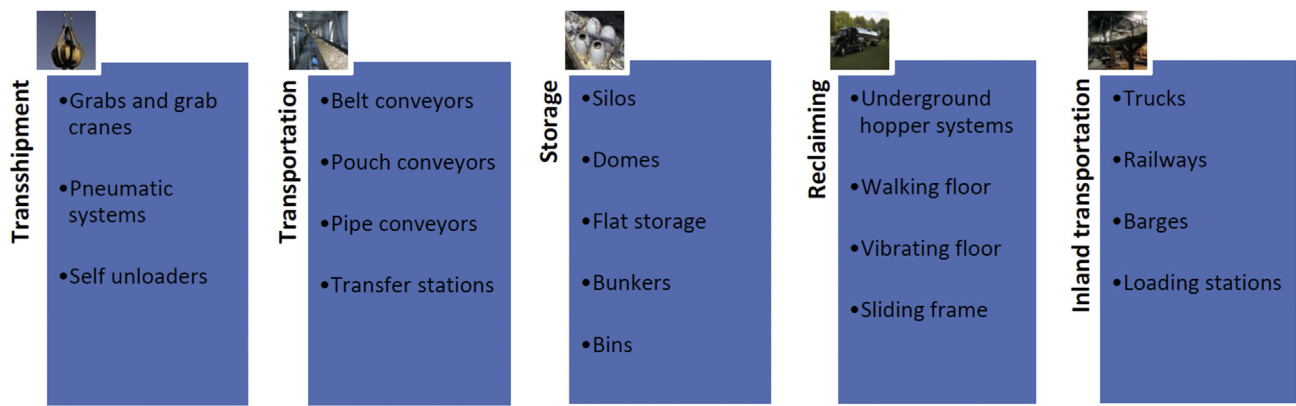 Transshipment
•Grabs and grab
cranes
•Pneumatic
systems
•Self unloaders
Transportation
•Belt conveyors
•Pouch conveyors
•Pipe conveyors
•Transfer stations
Storage
•Silos
•Domes
•Flat storage
•Bunkers
•Bins
Reclaiming
•Underground
hopper systems
•Walking floor
•Vibrating floor
•Sliding frame
Inland transportation
•Trucks
•Railways
•Barges
•Loading stations